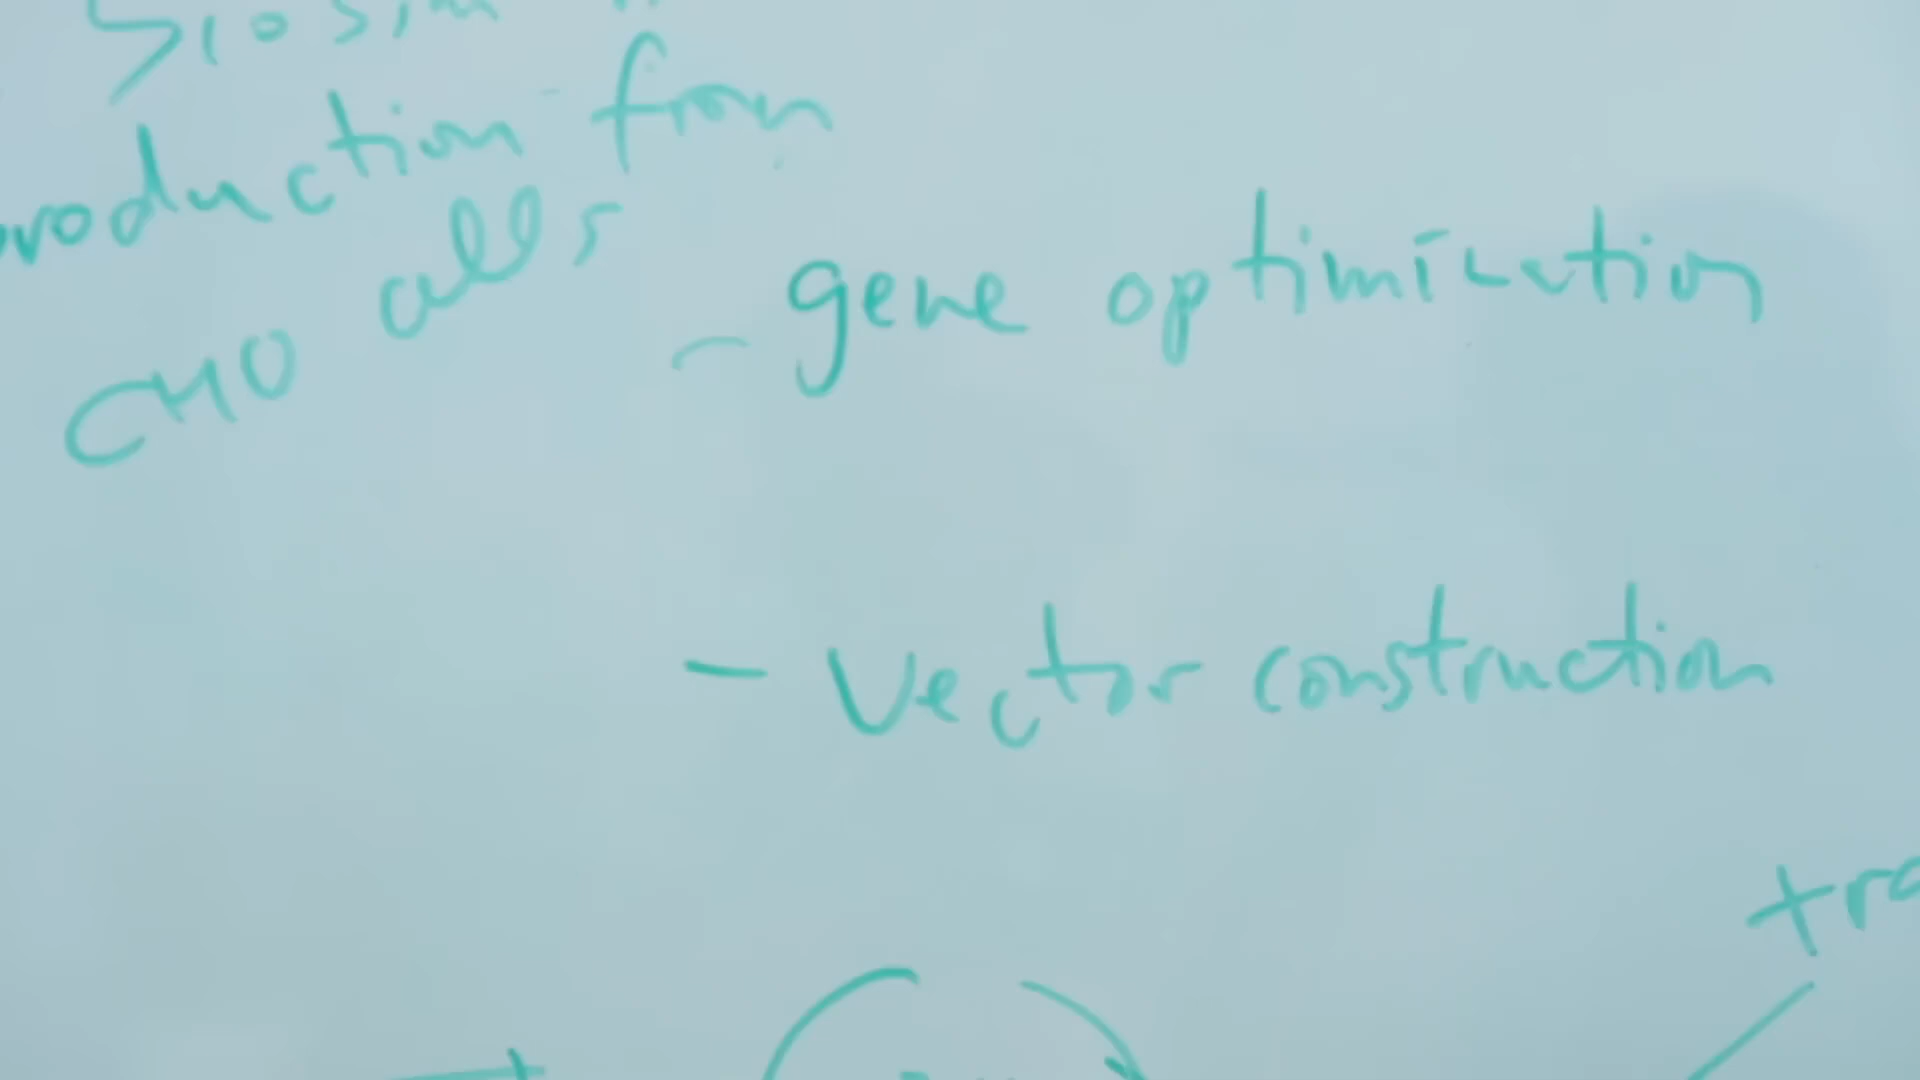 production from
CHO cells
- gene optimization
- Vector construction